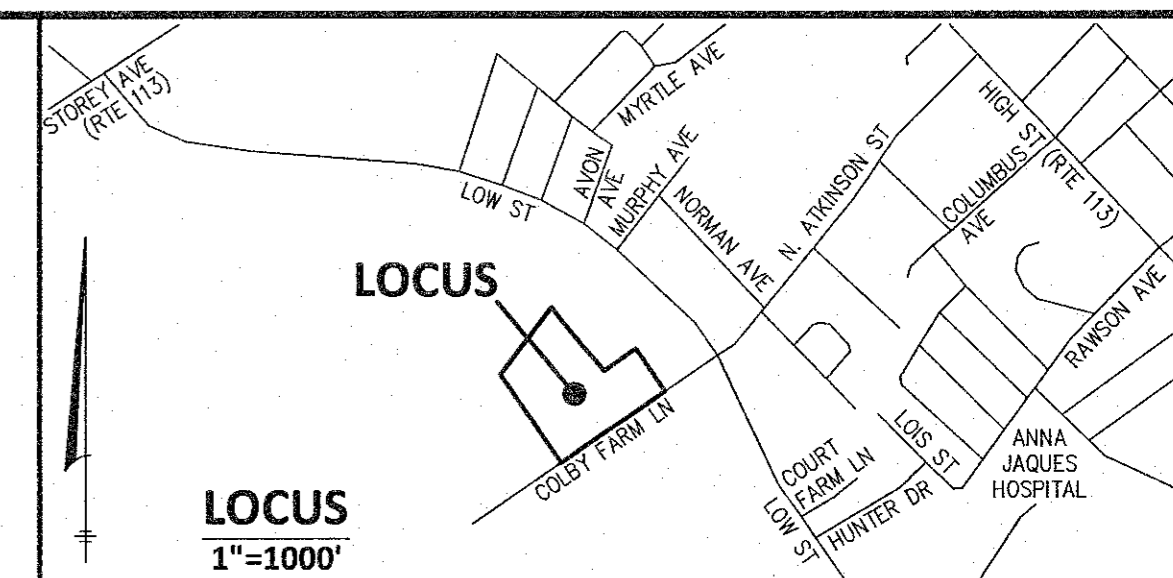 STOREY AVE
(RTE 113)
MYRTLE AVE
AVON
AVE
MURPHY AVE
LOW ST
NORMAN AVE
N. ATKINSON ST
HIGH ST (RTE 113)
COLUMBUS
AVE
RAWSON AVE
LOCUS
COLBY FARM LN
LOIS ST
COURT
FARM LN
HUNTER DR
LOW ST
ANNA
JAQUES
HOSPITAL
LOCUS
1"=1000'